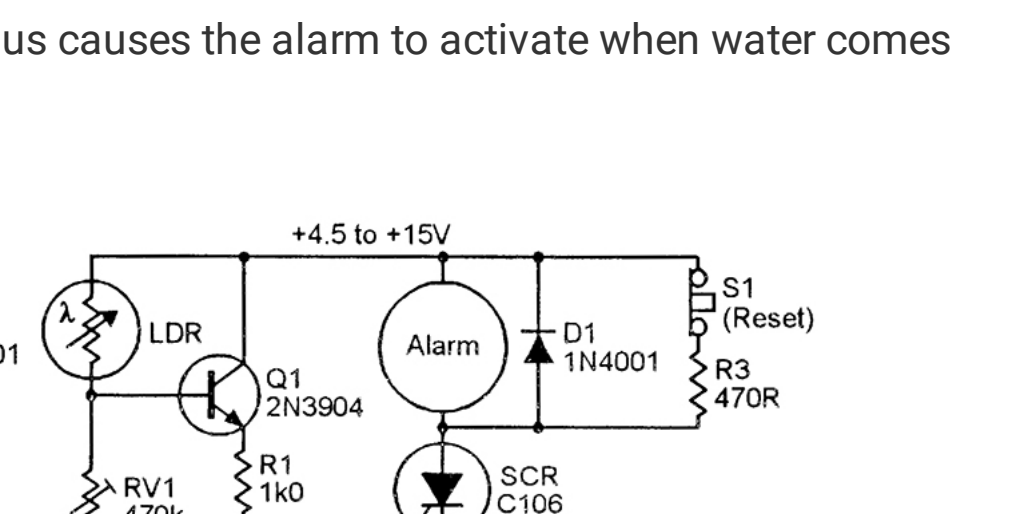 us causes the alarm to activate when water comes
+4.5 to +15V
λ
LDR
S1
(Reset)
Alarm
D1
1N4001
Q1
2N3904
R3
470R
R1
1k0
RV1
SCR
C106